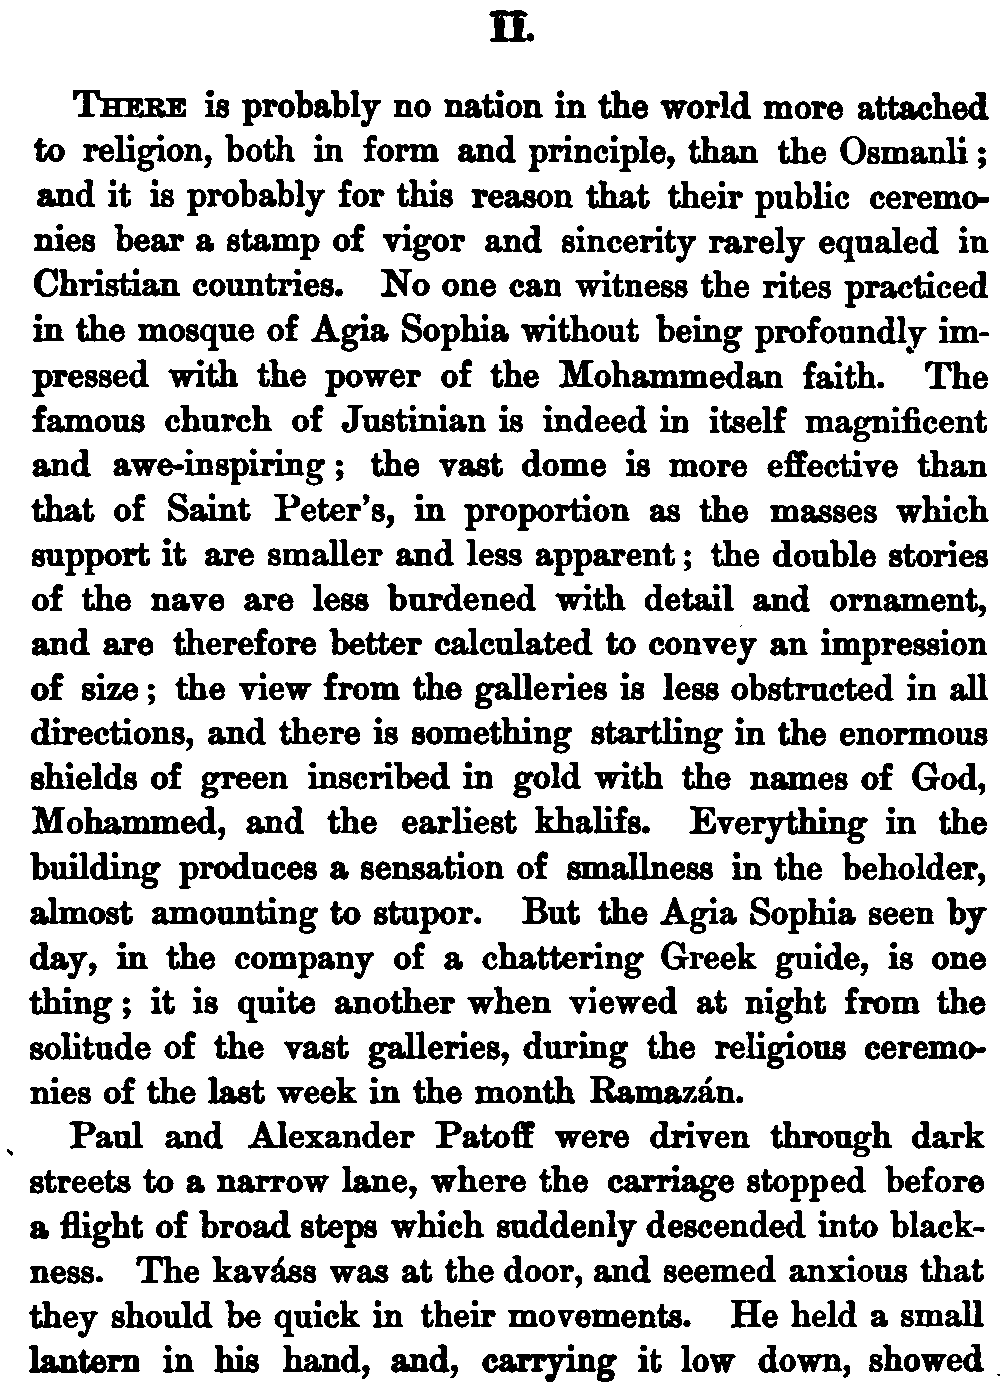 II.
There is probably no nation in the world more attached
to religion, both in form and principle, than the Osmanli;
and it is probably for this reason that their public ceremo-
nies bear a stamp of vigor and sincerity rarely equaled in
Christian countries. No one can witness the rites practiced
in the mosque of Agia Sophia without being profoundly im-
pressed with the power of the Mohammedan faith. The
famous church of Justinian is indeed in itself magnificent
and awe-inspiring; the vast dome is more effective than
that of Saint Peter's, in proportion as the masses which
support it are smaller and less apparent; the double stories
of the nave are less burdened with detail and ornament,
and are therefore better calculated to convey an impression
of size; the view from the galleries is less obstructed in all
directions, and there is something startling in the enormous
shields of green inscribed in gold with the names of God,
Mohammed, and the earliest khalifs. Everything in the
building produces a sensation of smallness in the beholder,
almost amounting to stupor. But the Agia Sophia seen by
day, in the company of a chattering Greek guide, is one
thing; it is quite another when viewed at night from the
solitude of the vast galleries, during the religious ceremo-
nies of the last week in the month Ramazán.
Paul and Alexander Patoff were driven through dark
streets to a narrow lane, where the carriage stopped before
a flight of broad steps which suddenly descended into black-
ness. The kaváss was at the door, and seemed anxious that
they should be quick in their movements. He held a small
lantern in his hand, and, carrying it low down, showed